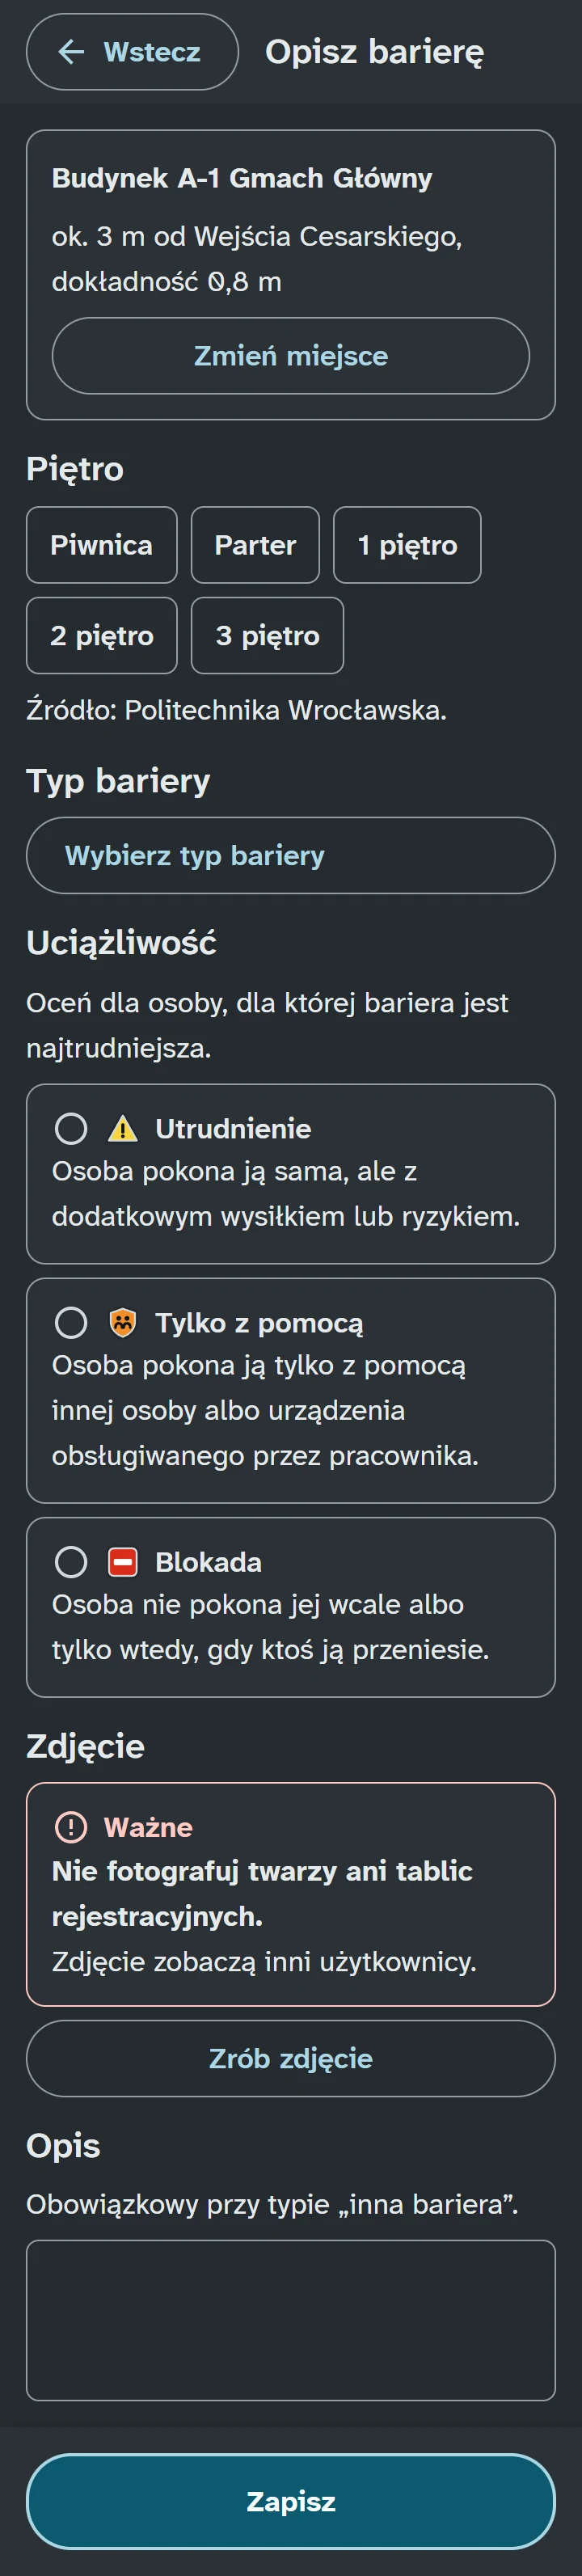 Wstecz
Opisz barierę
Budynek A-1 Gmach Główny
ok. 3 m od Wejścia Cesarskiego,
dokładność 0,8 m
Zmień miejsce
Piętro
Piwnica
Parter
1 piętro
2 piętro
3 piętro
Źródło: Politechnika Wrocławska.
Typ bariery
Wybierz typ bariery
Uciążliwość
Oceń dla osoby, dla której bariera jest
najtrudniejsza.
Utrudnienie
Osoba pokona ją sama, ale z
dodatkowym wysiłkiem lub ryzykiem.
Tylko z pomocą
Osoba pokona ją tylko z pomocą
innej osoby albo urządzenia
obsługiwanego przez pracownika.
Blokada
Osoba nie pokona jej wcale albo
tylko wtedy, gdy ktoś ją przeniesie.
Zdjęcie
Ważne
Nie fotografuj twarzy ani tablic
rejestracyjnych.
Zdjęcie zobaczą inni użytkownicy.
Zrób zdjęcie
Opis
Obowiązkowy przy typie „inna bariera”.
Zapisz